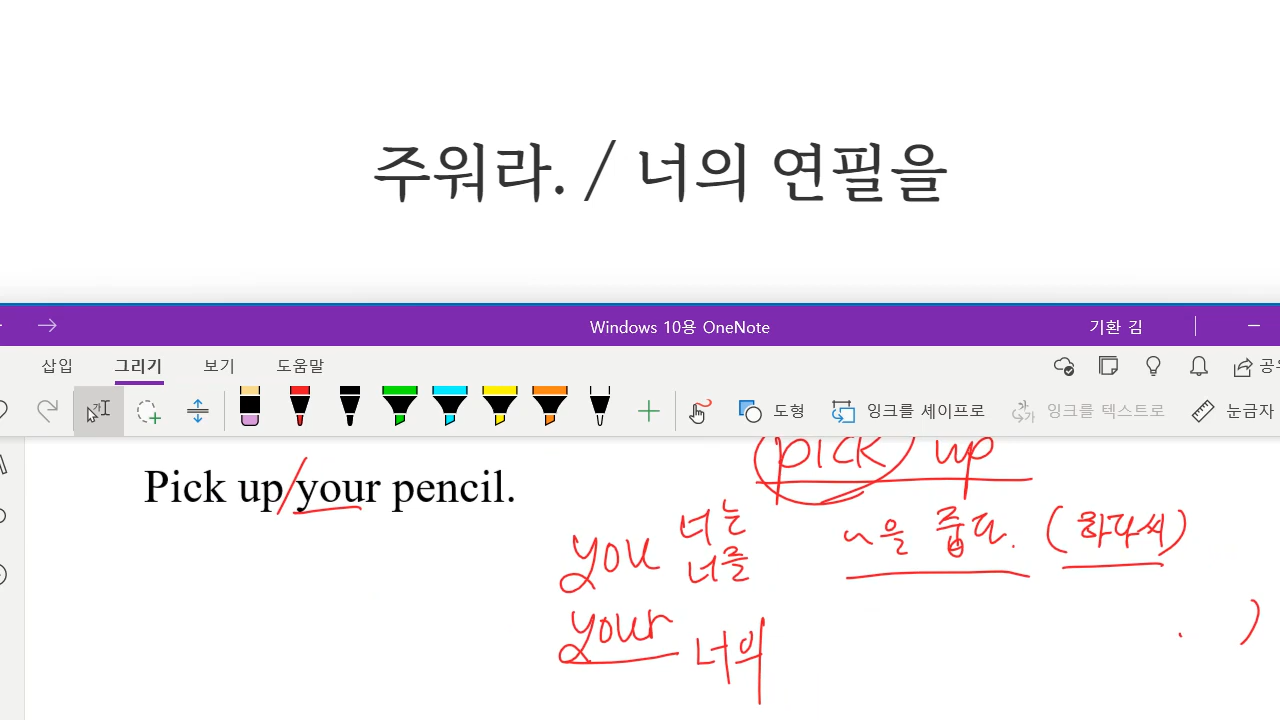 주워라. / 너의 연필을
Windows 10용 OneNote
기환 김
삽입 그리기 보기 도움말
도형 잉크를 셰이프로 잉크를 텍스트로 눈금자
(pick) up
Pick up/your pencil.
you 너는 ~을 줍다. (하다씨)
너를
your 너의